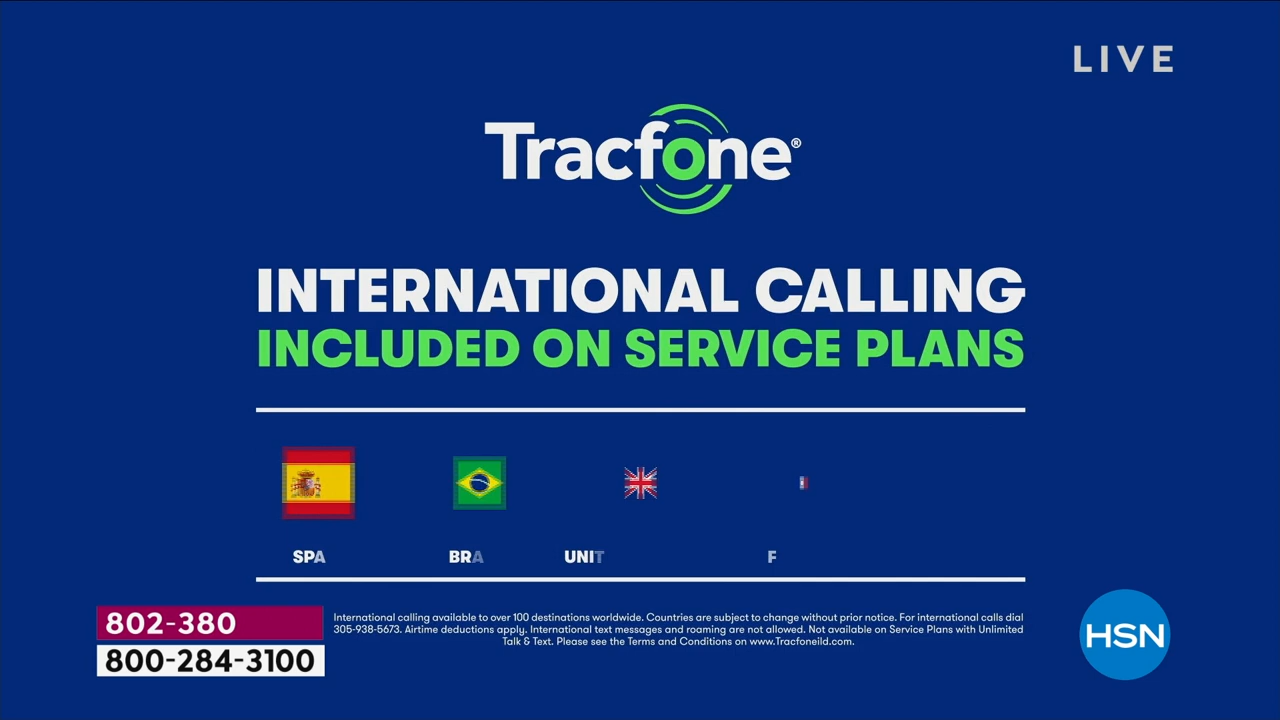 LIVE
Tracfone®
INTERNATIONAL CALLING
INCLUDED ON SERVICE PLANS
SPA BRA UNIT F
802-380
800-284-3100
International calling available to over 100 destinations worldwide. Countries are subject to change without prior notice. For international calls dial
305-938-5673. Airtime deductions apply. International text messages and roaming are not allowed. Not available on Service Plans with Unlimited
Talk & Text. Please see the Terms and Conditions on www.Tracfoneild.com.
HSN